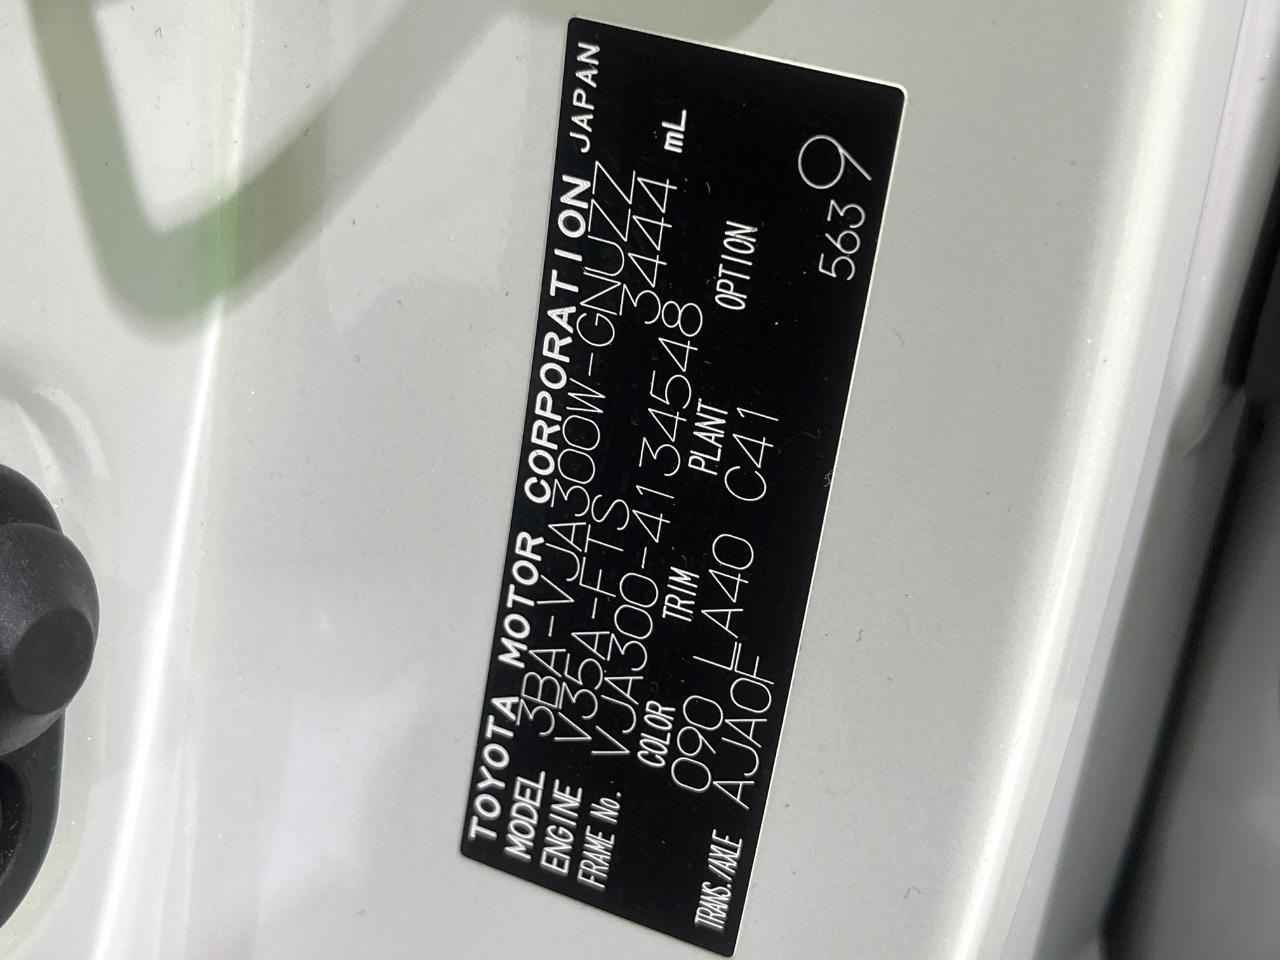 TOYOTA MOTOR CORPORATION JAPAN
MODEL 3BA-VJA300W-GNUZZ
ENGINE V35A-FTS 3444 mL
FRAME No. VJA300-4134548
COLOR TRIM PLANT OPTION
090 LA40 C41
TRANS./AXLE AJA0F
5639